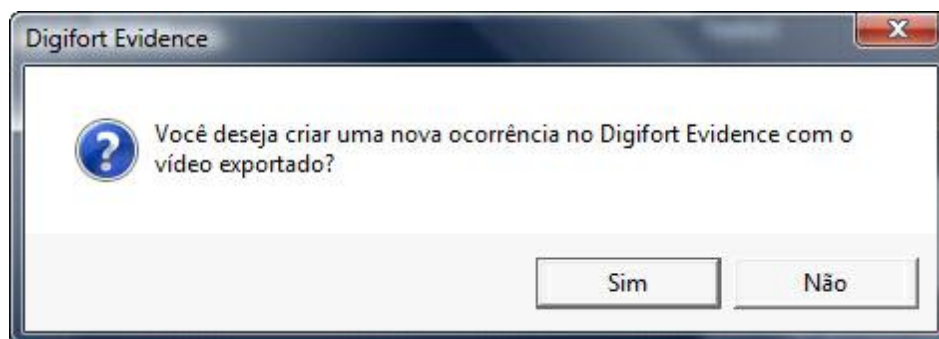 Digifort Evidence
Você deseja criar uma nova ocorrência no Digifort Evidence com o
vídeo exportado?
Sim
Não